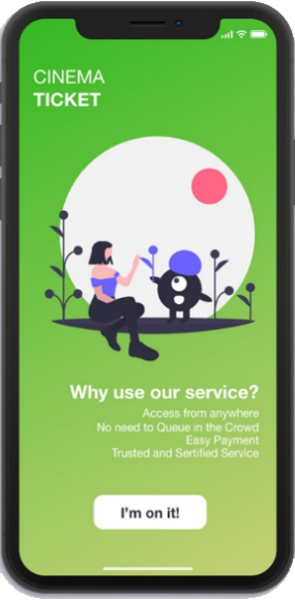 CINEMA
TICKET
Why use our service?
Access from anywhere
No need to Queue in the Crowd
Easy Payment
Trusted and Sertified Service
I'm on it!